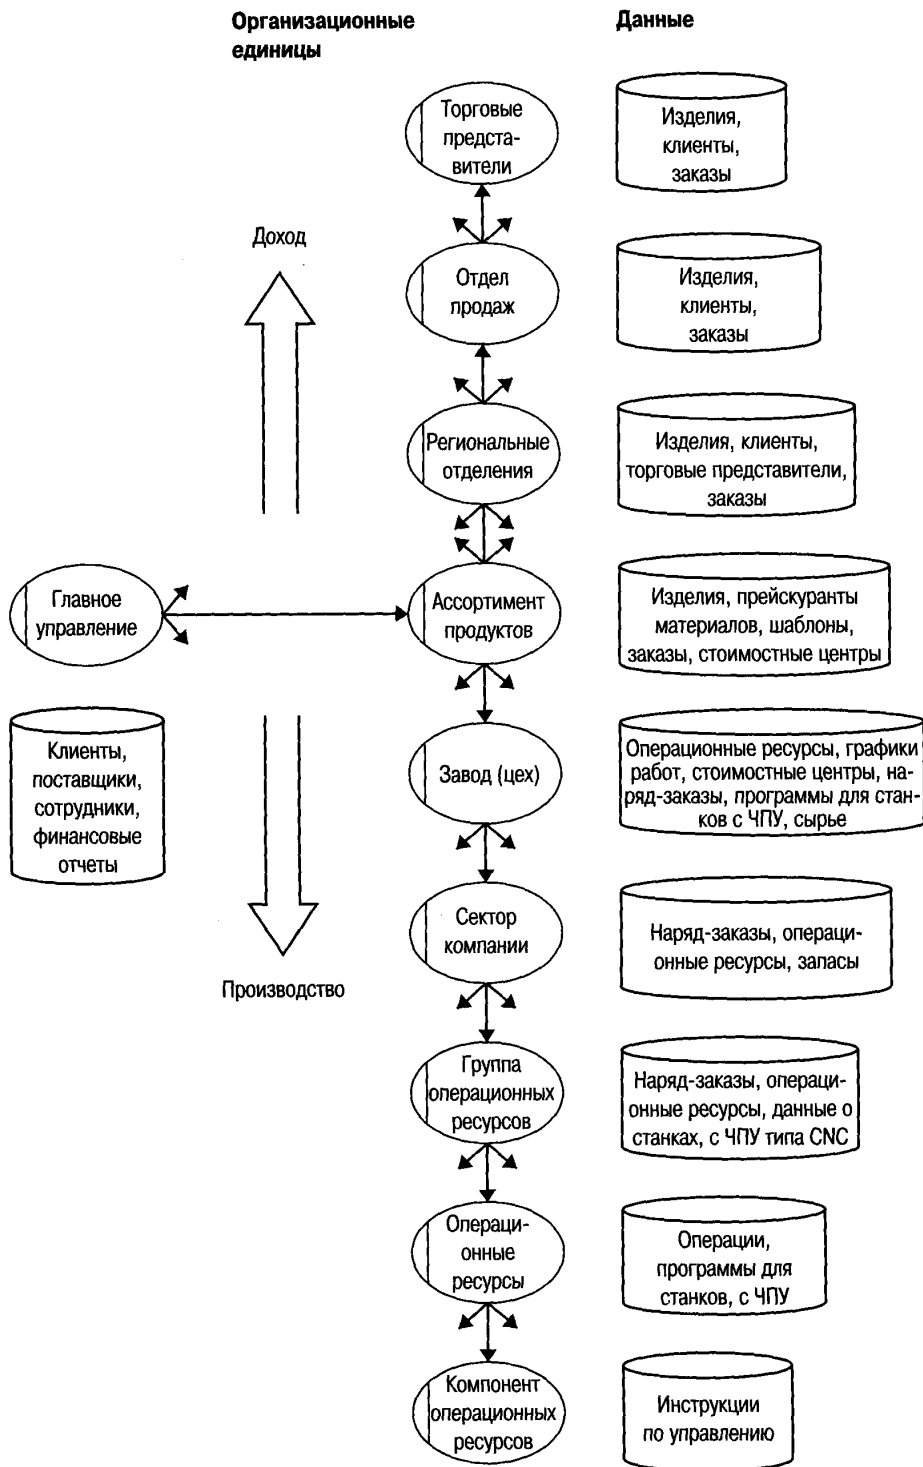 Организационные
единицы
Данные
Торговые
предста-
вители
Изделия,
клиенты,
заказы
Доход
Отдел
продаж
Изделия,
клиенты,
заказы
Региональные
отделения
Изделия, клиенты,
торговые представители,
заказы
Главное
управление
Ассортимент
продуктов
Изделия, прейскуранты
материалов, шаблоны,
заказы, стоимостные центры
Клиенты,
поставщики,
сотрудники,
финансовые
отчеты
Завод (цех)
Операционные ресурсы, графики
работ, стоимостные центры, на-
ряд-заказы, программы для стан-
ков с ЧПУ, сырье
Сектор
компании
Наряд-заказы, операци-
онные ресурсы, запасы
Производство
Группа
операционных
ресурсов
Наряд-заказы, операци-
онные ресурсы, данные о
станках, с ЧПУ типа CNC
Операци-
онные
ресурсы
Операции,
программы для
станков, с ЧПУ
Компонент
операционных
ресурсов
Инструкции
по управлению